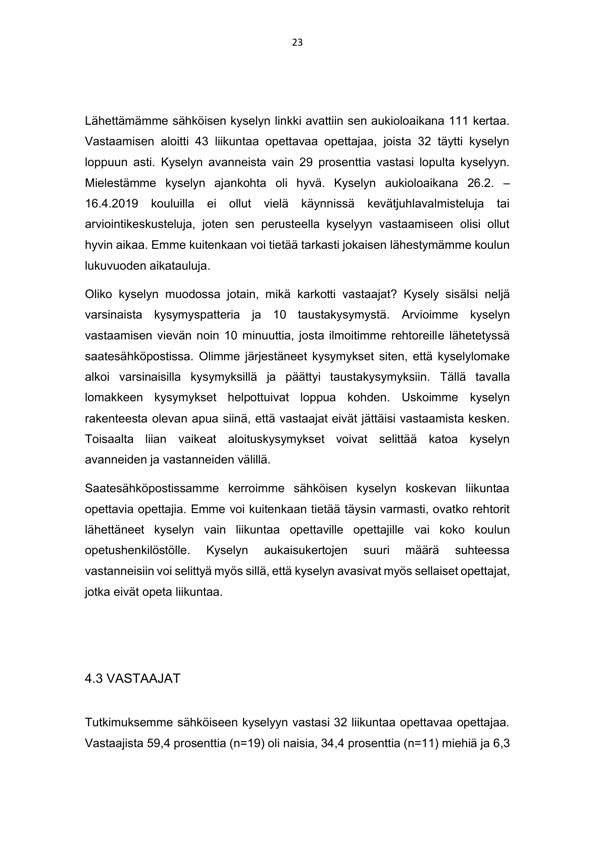 23
Lähettämämme sähköisen kyselyn linkki avattiin sen aukioloaikana 111 kertaa.
Vastaamisen aloitti 43 liikuntaa opettavaa opettajaa, joista 32 täytti kyselyn
loppuun asti. Kyselyn avanneista vain 29 prosenttia vastasi lopulta kyselyyn.
Mielestämme kyselyn ajankohta oli hyvä. Kyselyn aukioloaikana 26.2. –
16.4.2019 kouluilla ei ollut vielä käynnissä kevätjuhlavalmisteluja tai
arviointikeskusteluja, joten sen perusteella kyselyyn vastaamiseen olisi ollut
hyvin aikaa. Emme kuitenkaan voi tietää tarkasti jokaisen lähestymämme koulun
lukuvuoden aikatauluja.
Oliko kyselyn muodossa jotain, mikä karkotti vastaajat? Kysely sisälsi neljä
varsinaista kysymyspatteria ja 10 taustakysymystä. Arvioimme kyselyn
vastaamisen vievän noin 10 minuuttia, josta ilmoitimme rehtoreille lähetetyssä
saatesähköpostissa. Olimme järjestäneet kysymykset siten, että kyselylomake
alkoi varsinaisilla kysymyksillä ja päättyi taustakysymyksiin. Tällä tavalla
lomakkeen kysymykset helpottuivat loppua kohden. Uskoimme kyselyn
rakenteesta olevan apua siinä, että vastaajat eivät jättäisi vastaamista kesken.
Toisaalta liian vaikeat aloituskysymykset voivat selittää katoa kyselyn
avanneiden ja vastanneiden välillä.
Saatesähköpostissamme kerroimme sähköisen kyselyn koskevan liikuntaa
opettavia opettajia. Emme voi kuitenkaan tietää täysin varmasti, ovatko rehtorit
lähettäneet kyselyn vain liikuntaa opettaville opettajille vai koko koulun
opetushenkilöstölle. Kyselyn aukaisukertojen suuri määrä suhteessa
vastanneisiin voi selittyä myös sillä, että kyselyn avasivat myös sellaiset opettajat,
jotka eivät opeta liikuntaa.
4.3 VASTAAJAT
Tutkimuksemme sähköiseen kyselyyn vastasi 32 liikuntaa opettavaa opettajaa.
Vastaajista 59,4 prosenttia (n=19) oli naisia, 34,4 prosenttia (n=11) miehiä ja 6,3